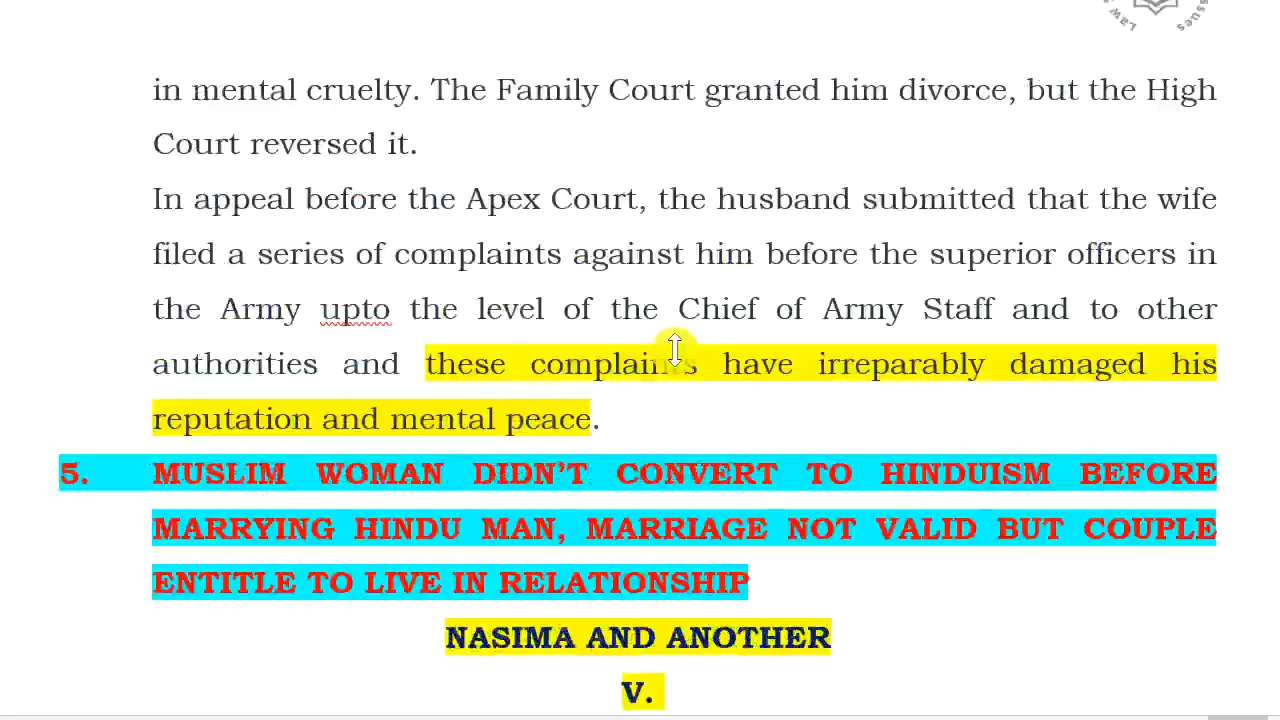 Law
ssues
in mental cruelty. The Family Court granted him divorce, but the High
Court reversed it.
In appeal before the Apex Court, the husband submitted that the wife
filed a series of complaints against him before the superior officers in
the Army upto the level of the Chief of Army Staff and to other
authorities and these complaints have irreparably damaged his
reputation and mental peace.
5. MUSLIM WOMAN DIDN'T CONVERT TO HINDUISM BEFORE
MARRYING HINDU MAN, MARRIAGE NOT VALID BUT COUPLE
ENTITLE TO LIVE IN RELATIONSHIP
NASIMA AND ANOTHER
V.